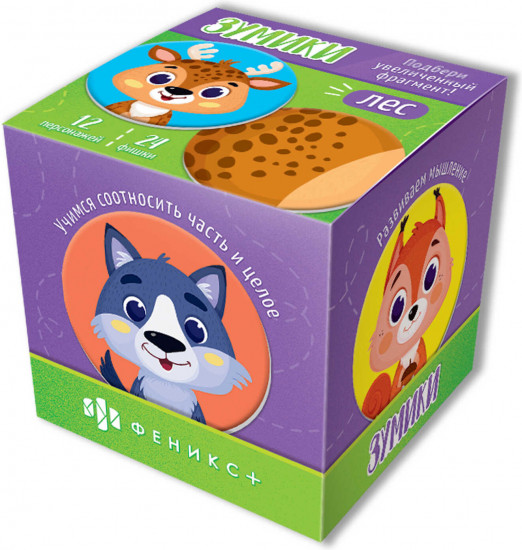 ЗУМИКИ
Подбери
увеличенный
фрагмент!
лес
12
персонажей
24
фишки
Учимся соотносить часть и целое
ФЕНИКС+
Развиваем мышление!
ЗУМИКИ